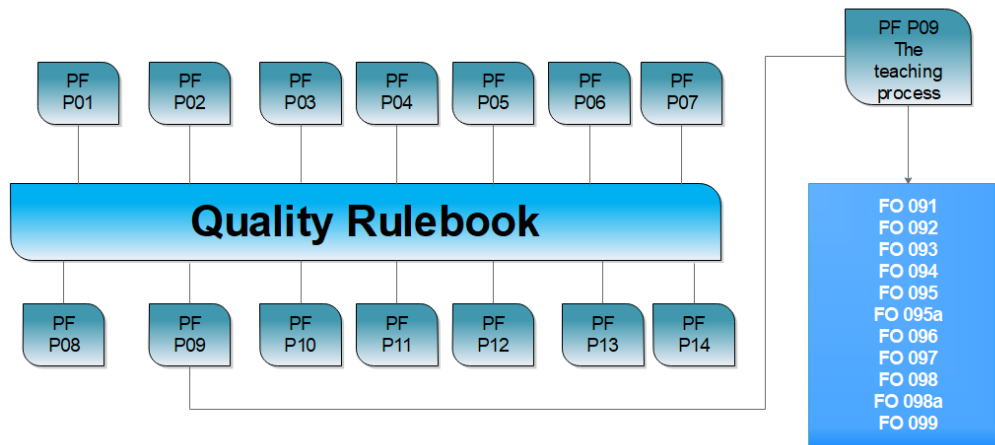 PF P09
The
teaching
process
PF
P01
PF
P02
PF
P03
PF
P04
PF
P05
PF
P06
PF
P07
Quality Rulebook
FO 091
FO 092
FO 093
FO 094
FO 095
FO 095a
FO 096
FO 097
FO 098
FO 098a
FO 099
PF
P08
PF
P09
PF
P10
PF
P11
PF
P12
PF
P13
PF
P14